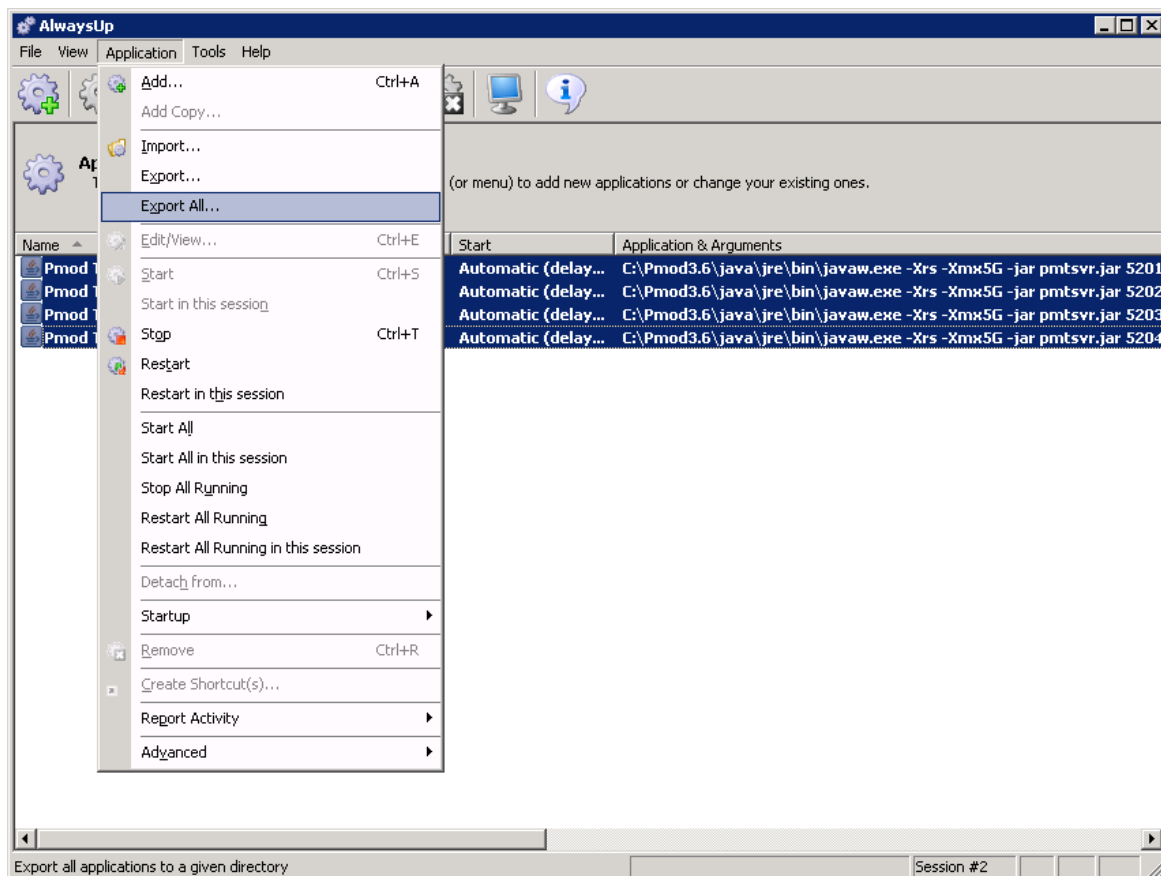 AlwaysUp
File View Application Tools Help
Add... Ctrl+A
Add Copy...
Import...
Export...
Export All...
Edit/View... Ctrl+E
Start Ctrl+S
Start in this session
Stop Ctrl+T
Restart
Restart in this session
Start All
Start All in this session
Stop All Running
Restart All Running
Restart All Running in this session
Detach from...
Startup
Remove Ctrl+R
Create Shortcut(s)...
Report Activity
Advanced
(or menu) to add new applications or change your existing ones.
Name Start Application & Arguments
Pmod Automatic (delay... C:\Pmod3.6\java\jre\bin\javaw.exe -Xrs -Xmx5G -jar pmtsvr.jar 5201
Pmod Automatic (delay... C:\Pmod3.6\java\jre\bin\javaw.exe -Xrs -Xmx5G -jar pmtsvr.jar 5202
Pmod Automatic (delay... C:\Pmod3.6\java\jre\bin\javaw.exe -Xrs -Xmx5G -jar pmtsvr.jar 5203
Pmod Automatic (delay... C:\Pmod3.6\java\jre\bin\javaw.exe -Xrs -Xmx5G -jar pmtsvr.jar 5204
Export all applications to a given directory Session #2